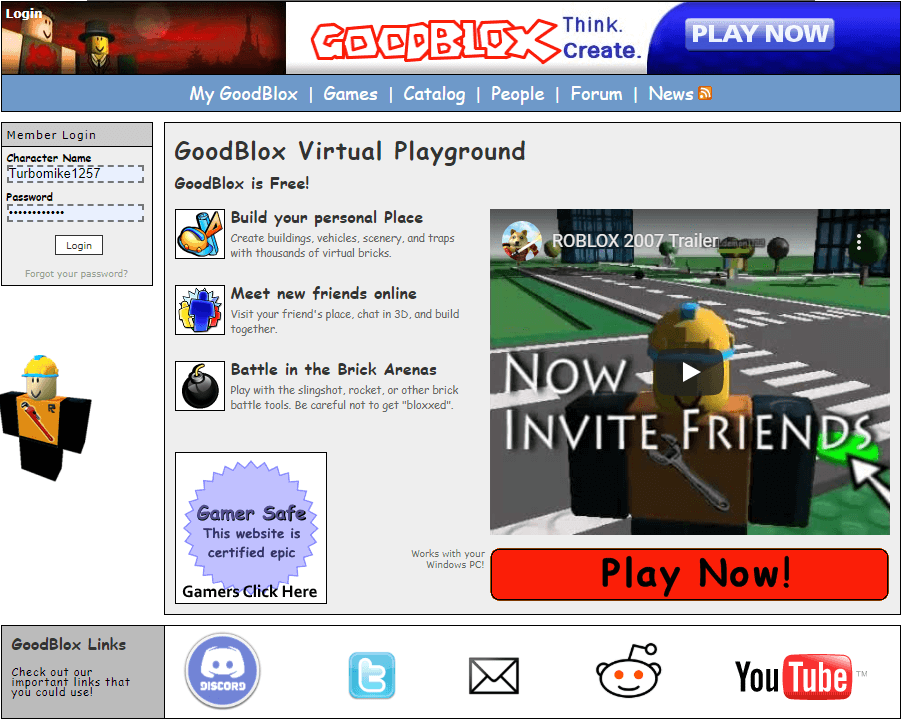 Login
GOODBLOX
Think.
Create.
PLAY NOW
My GoodBlox | Games | Catalog | People | Forum | News
Member Login
Character Name
Turbomike1257
Password
••••••••••••
Login
Forgot your password?
GoodBlox Virtual Playground
GoodBlox is Free!
Build your personal Place
Create buildings, vehicles, scenery, and traps
with thousands of virtual bricks.
Meet new friends online
Visit your friend's place, chat in 3D, and build
together.
Battle in the Brick Arenas
Play with the slingshot, rocket, or other brick
battle tools. Be careful not to get "bloxxed".
ROBLOX 2007 Trailer
NOW
INVITE FRIENDS
Gamer Safe
This website is
certified epic
Gamers Click Here
Works with your
Windows PC!
Play Now!
GoodBlox Links
Check out our
important links that
you could use!
DISCORD
YouTube TM